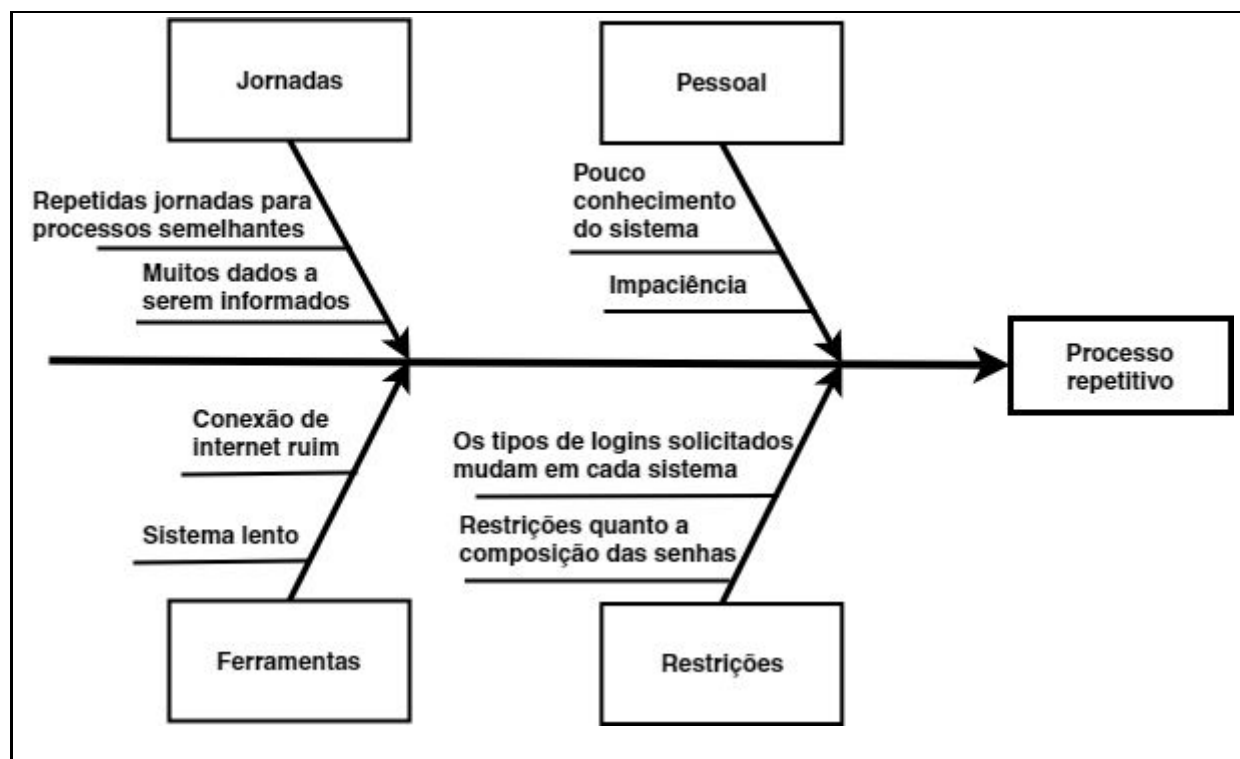 Jornadas
Pessoal
Repetidas jornadas para
processos semelhantes
Muitos dados a
serem informados
Pouco
conhecimento
do sistema
Impaciência
Processo
repetitivo
Conexão de
internet ruim
Sistema lento
Os tipos de logins solicitados
mudam em cada sistema
Restrições quanto a
composição das senhas
Ferramentas
Restrições